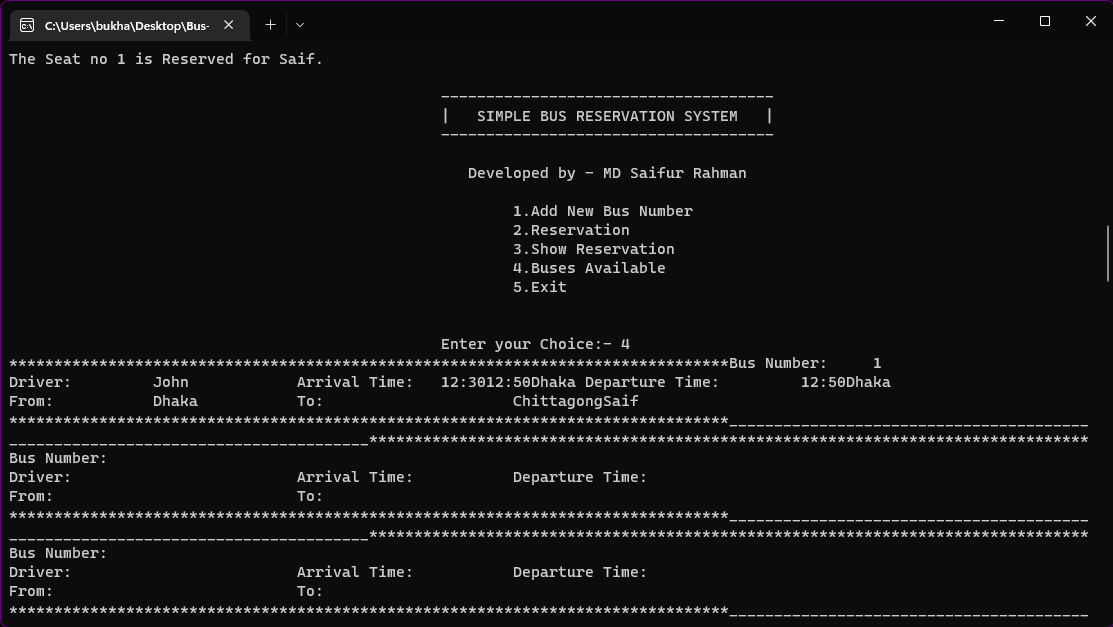 C:\Users\bukha\Desktop\Bus-
The Seat no 1 is Reserved for Saif.
-------------------------------------
|   SIMPLE BUS RESERVATION SYSTEM   |
-------------------------------------
Developed by - MD Saifur Rahman
1.Add New Bus Number
2.Reservation
3.Show Reservation
4.Buses Available
5.Exit
Enter your Choice:- 4
********************************************************************************Bus Number:     1
Driver:         John            Arrival Time:   12:3012:50Dhaka Departure Time:         12:50Dhaka
From:           Dhaka           To:                     ChittagongSaif
********************************************************************************________________________________________
________________________________________********************************************************************************
Bus Number:
Driver:                         Arrival Time:           Departure Time:
From:                           To:
********************************************************************************________________________________________
________________________________________********************************************************************************
Bus Number:
Driver:                         Arrival Time:           Departure Time:
From:                           To:
********************************************************************************________________________________________